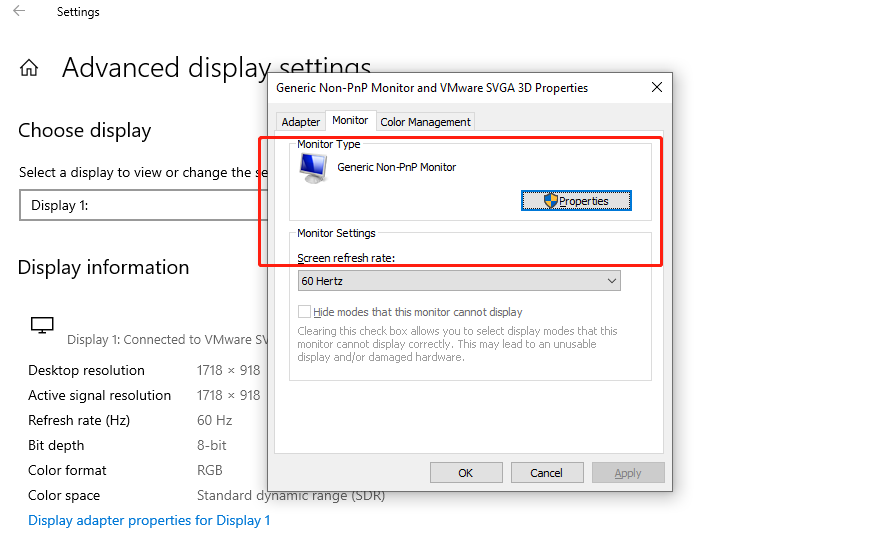 Settings
Advanced display settings
Choose display
Select a display to view or change the se
Display 1:
Display information
Display 1: Connected to VMware SV
Desktop resolution 1718 × 918
Active signal resolution 1718 × 918
Refresh rate (Hz) 60 Hz
Bit depth 8-bit
Color format RGB
Color space Standard dynamic range (SDR)
Display adapter properties for Display 1
Generic Non-PnP Monitor and VMware SVGA 3D Properties
Adapter Monitor Color Management
Monitor Type
Generic Non-PnP Monitor
Properties
Monitor Settings
Screen refresh rate:
60 Hertz
Hide modes that this monitor cannot display
Clearing this check box allows you to select display modes that this
monitor cannot display correctly. This may lead to an unusable
display and/or damaged hardware.
OK Cancel Apply